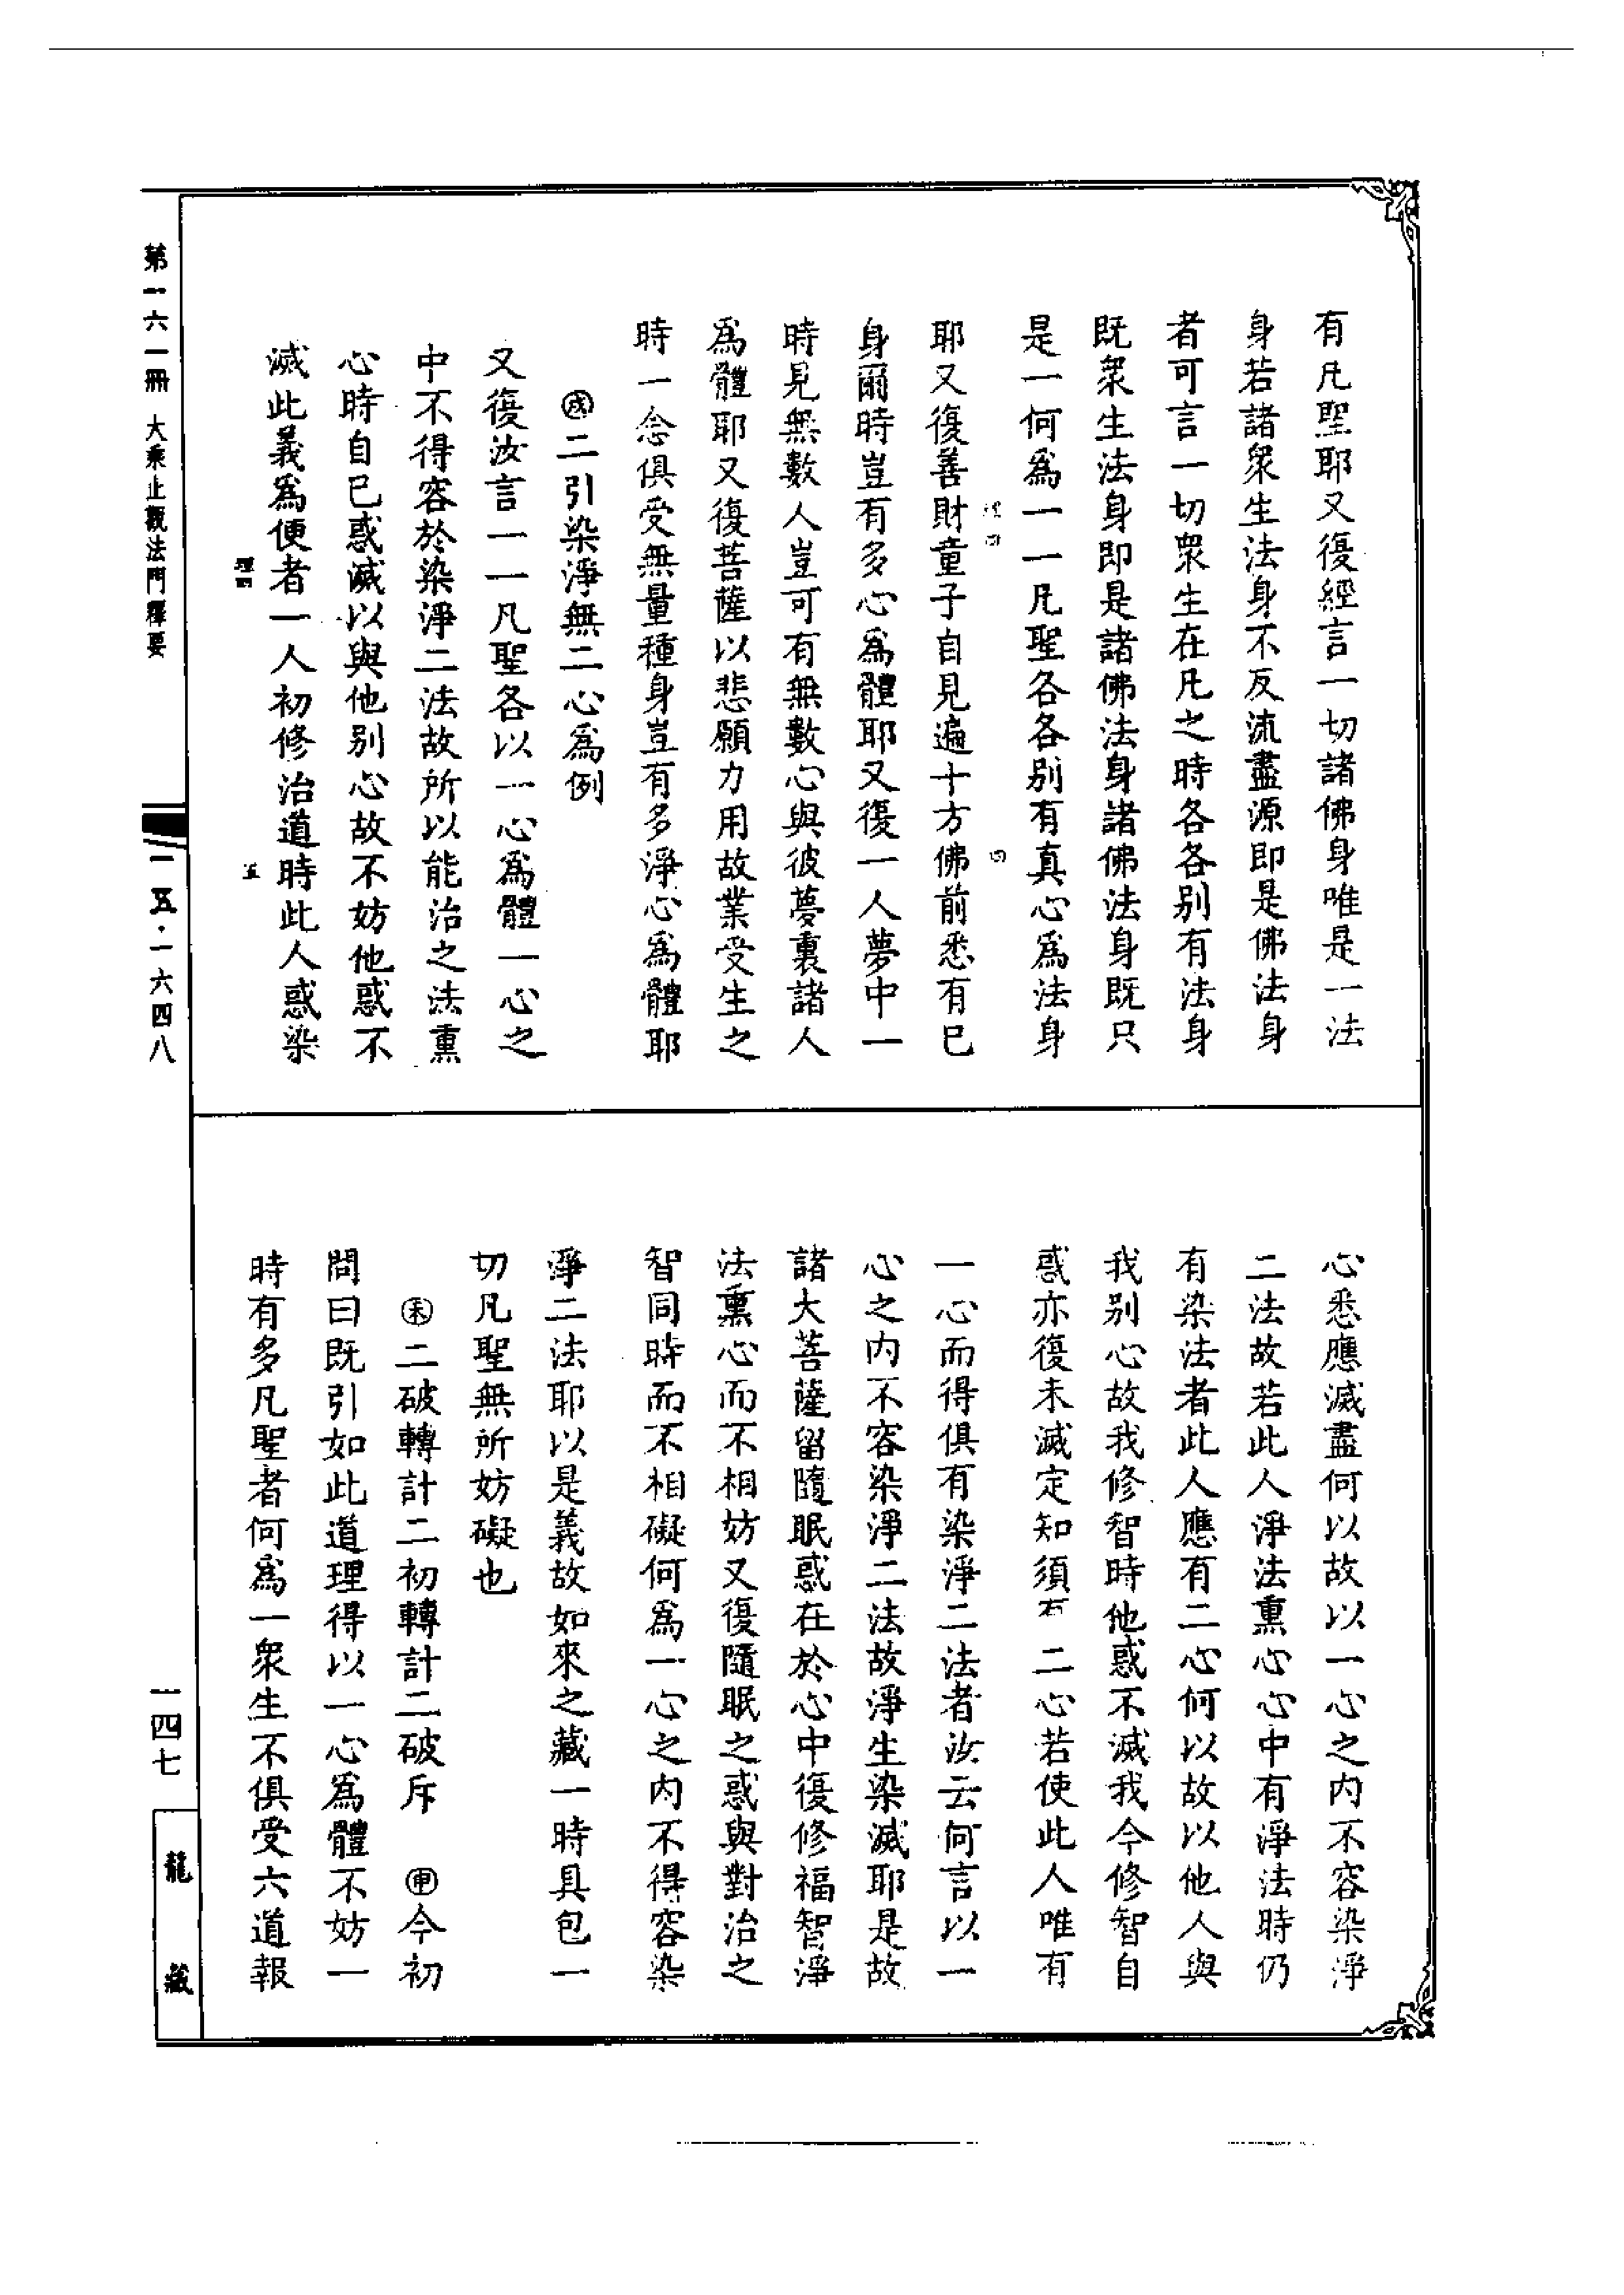 有凡聖耶又復經言一切諸佛身唯是一法
身若諸衆生法身不反流盡源即是佛法身
者可言一切衆生在凡之時各各别有法身
既衆生法身即是諸佛法身諸佛法身既只
是一何爲一一凡聖各各别有真心爲法身
耶又復善財童子自見遍十方佛前悉有已
身爾時豈有多心爲體耶又復一人夢中一
時見無數人豈可有無數心與彼夢裏諸人
爲體耶又復菩薩以悲願力用故業受生之
時一念俱受無量種身豈有多淨心爲體耶
㊛二引染淨無二心爲例
又復汝言一一凡聖各以一心爲體一心之
中不得容於染淨二法故所以能治之法熏
心時自已惑滅以與他别心故不妨他惑不
滅此義爲便者一人初修治道時此人惑染
心悉應滅盡何以故以一心之内不容染淨
二法故若此人淨法熏心心中有淨法時仍
有染法者此人應有二心何以故以他人與
我别心故我修智時他惑不滅我今修智自
惑亦復未滅定知須有二心若使此人唯有
一心而得俱有染淨二法者汝云何言以一
心之内不容染淨二法故淨生染滅耶是故
諸大菩薩留隨眠惑在於心中復修福智淨
法熏心而不相妨又復隨眠之惑與對治之
智同時而不相礙何爲一心之内不得容染
淨二法耶以是義故如來之藏一時具包一
切凡聖無所妨礙也
未二破轉計二初轉計二破斥 申今初
問曰既引如此道理得以一心爲體不妨一
時有多凡聖者何爲一衆生不俱受六道報
第一六一冊 大乘止觀法門釋要
一五·一六四八
一四七
龍藏